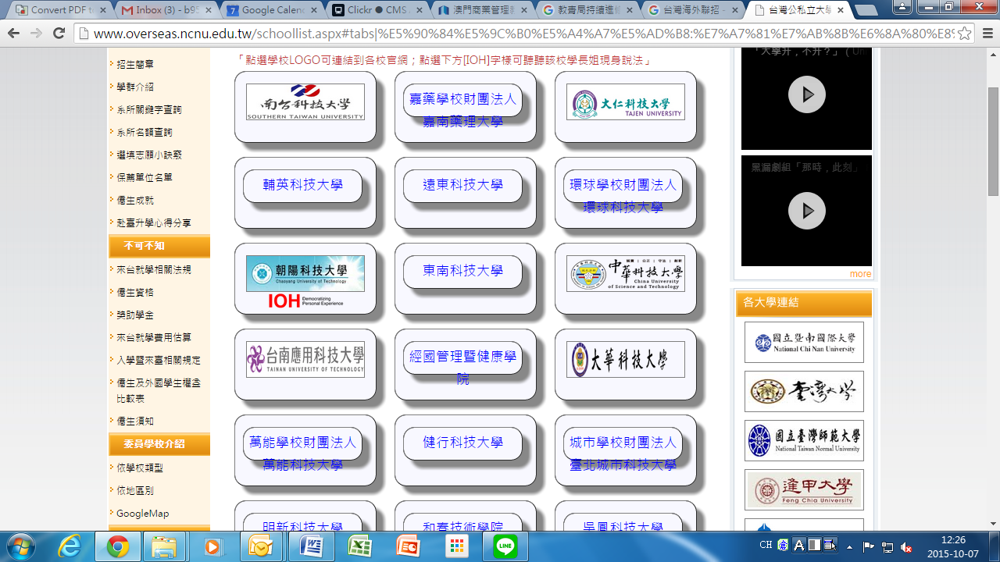 Convert PDF to
Inbox (3) - b95
Google Calen
Clickr ● CMS
澳門商業管理
教青局持續進修
台灣海外聯招 -
台灣公私立大學
www.overseas.ncnu.edu.tw/schoollist.aspx#tabs|%E5%90%84%E5%9C%B0%E5%A4%A7%E5%AD%B8:%E7%A7%81%E7%AB%8B%E6%8A%80%E8%
招生簡章
學群介紹
系所關鍵字查詢
系所名額查詢
選填志願小訣竅
保薦單位名單
僑生成就
赴臺升學心得分享
不可不知
來台就學相關法規
僑生資格
獎助學金
來台就學費用估算
入學暨來臺相關規定
僑生及外國學生權益
比較表
僑生須知
委員學校介紹
依學校類型
依地區別
GoogleMap
「點選學校LOGO可連結到各校官網；點選下方[IOH]字樣可聽聽該校學長姐現身說法」
南台科技大學
SOUTHERN TAIWAN UNIVERSITY
嘉藥學校財團法人
嘉南藥理大學
大仁科技大學
TAJEN UNIVERSITY
輔英科技大學
遠東科技大學
環球學校財團法人
環球科技大學
朝陽科技大學
Chaoyang University of Technology
IOH Democratizing
Personal Experience
東南科技大學
中華科技大學
China University
of Science and Technology
台南應用科技大學
TAINAN UNIVERSITY OF TECHNOLOGY
經國管理暨健康學
院
大華科技大學
萬能學校財團法人
萬能科技大學
健行科技大學
城市學校財團法人
臺北城市科技大學
明新科技大學
和春技術學院
吳鳳科技大學
「大學升，不升？」（Un
黑漏劇組「那時，此刻」
more
各大學連結
國立暨南國際大學
National Chi Nan University
臺灣大學
國立臺灣師範大學
National Taiwan Normal University
逢甲大學
Feng Chia University
CH
12:26
2015-10-07